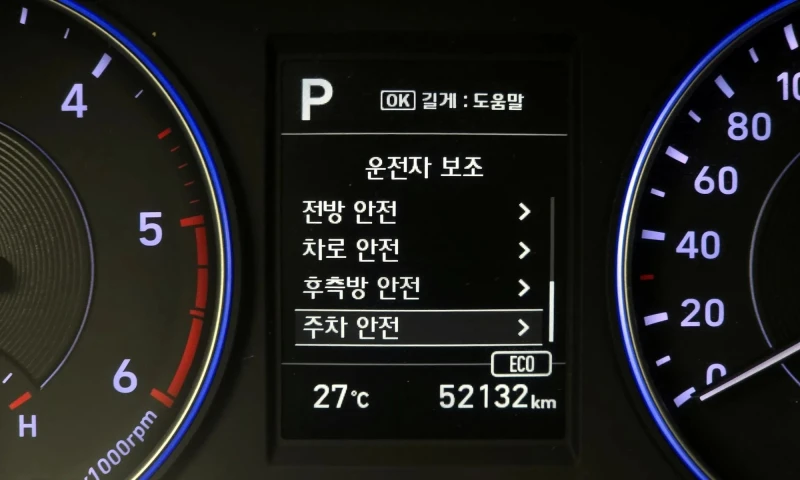 4
5
6
H
x1000rpm
P
OK 길게 : 도움말
운전자 보조
전방 안전
차로 안전
후측방 안전
주차 안전
ECO
27°C
52132km
80
60
40
20
0